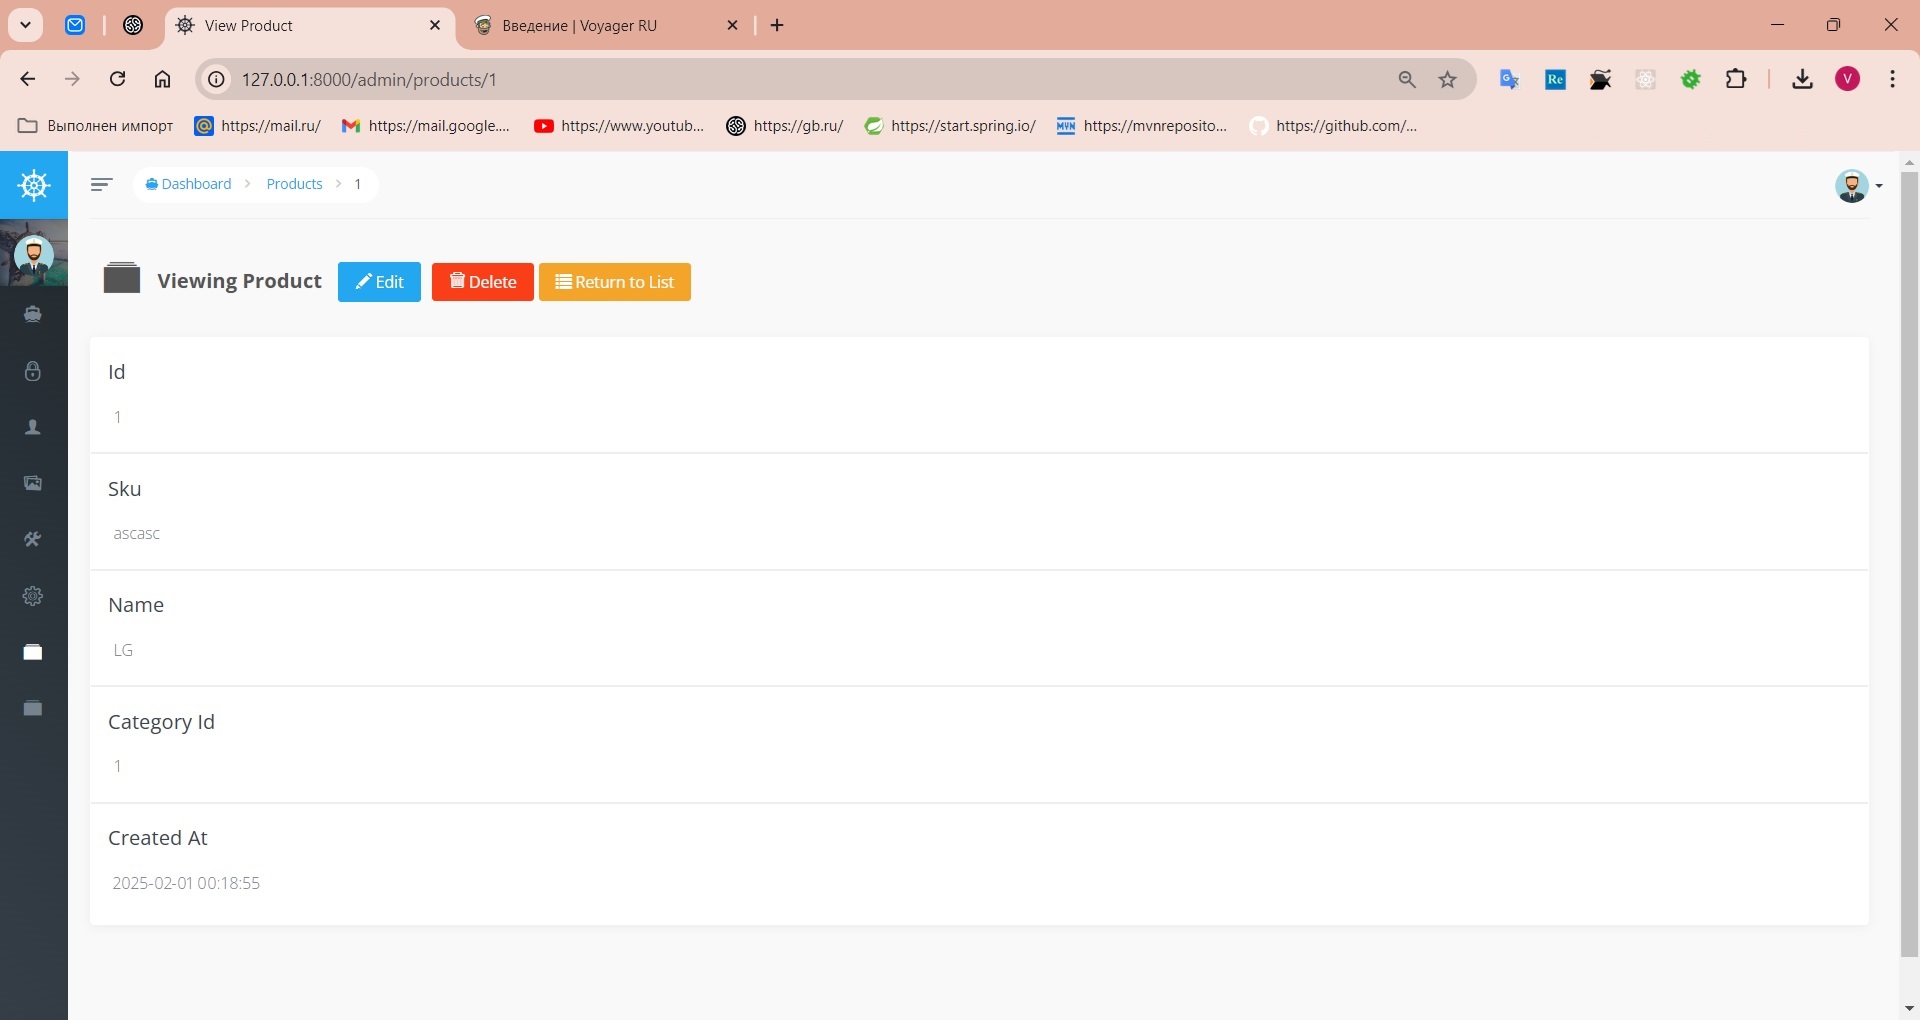 View Product
Введение | Voyager RU
127.0.0.1:8000/admin/products/1
Re
V
Выполнен импорт
https://mail.ru/
https://mail.google....
https://www.youtub...
https://gb.ru/
https://start.spring.io/
MVN
https://mvnreposito...
https://github.com/...
Dashboard
Products
1
Viewing Product
Edit
Delete
Return to List
Id
1
Sku
ascasc
Name
LG
Category Id
1
Created At
2025-02-01 00:18:55